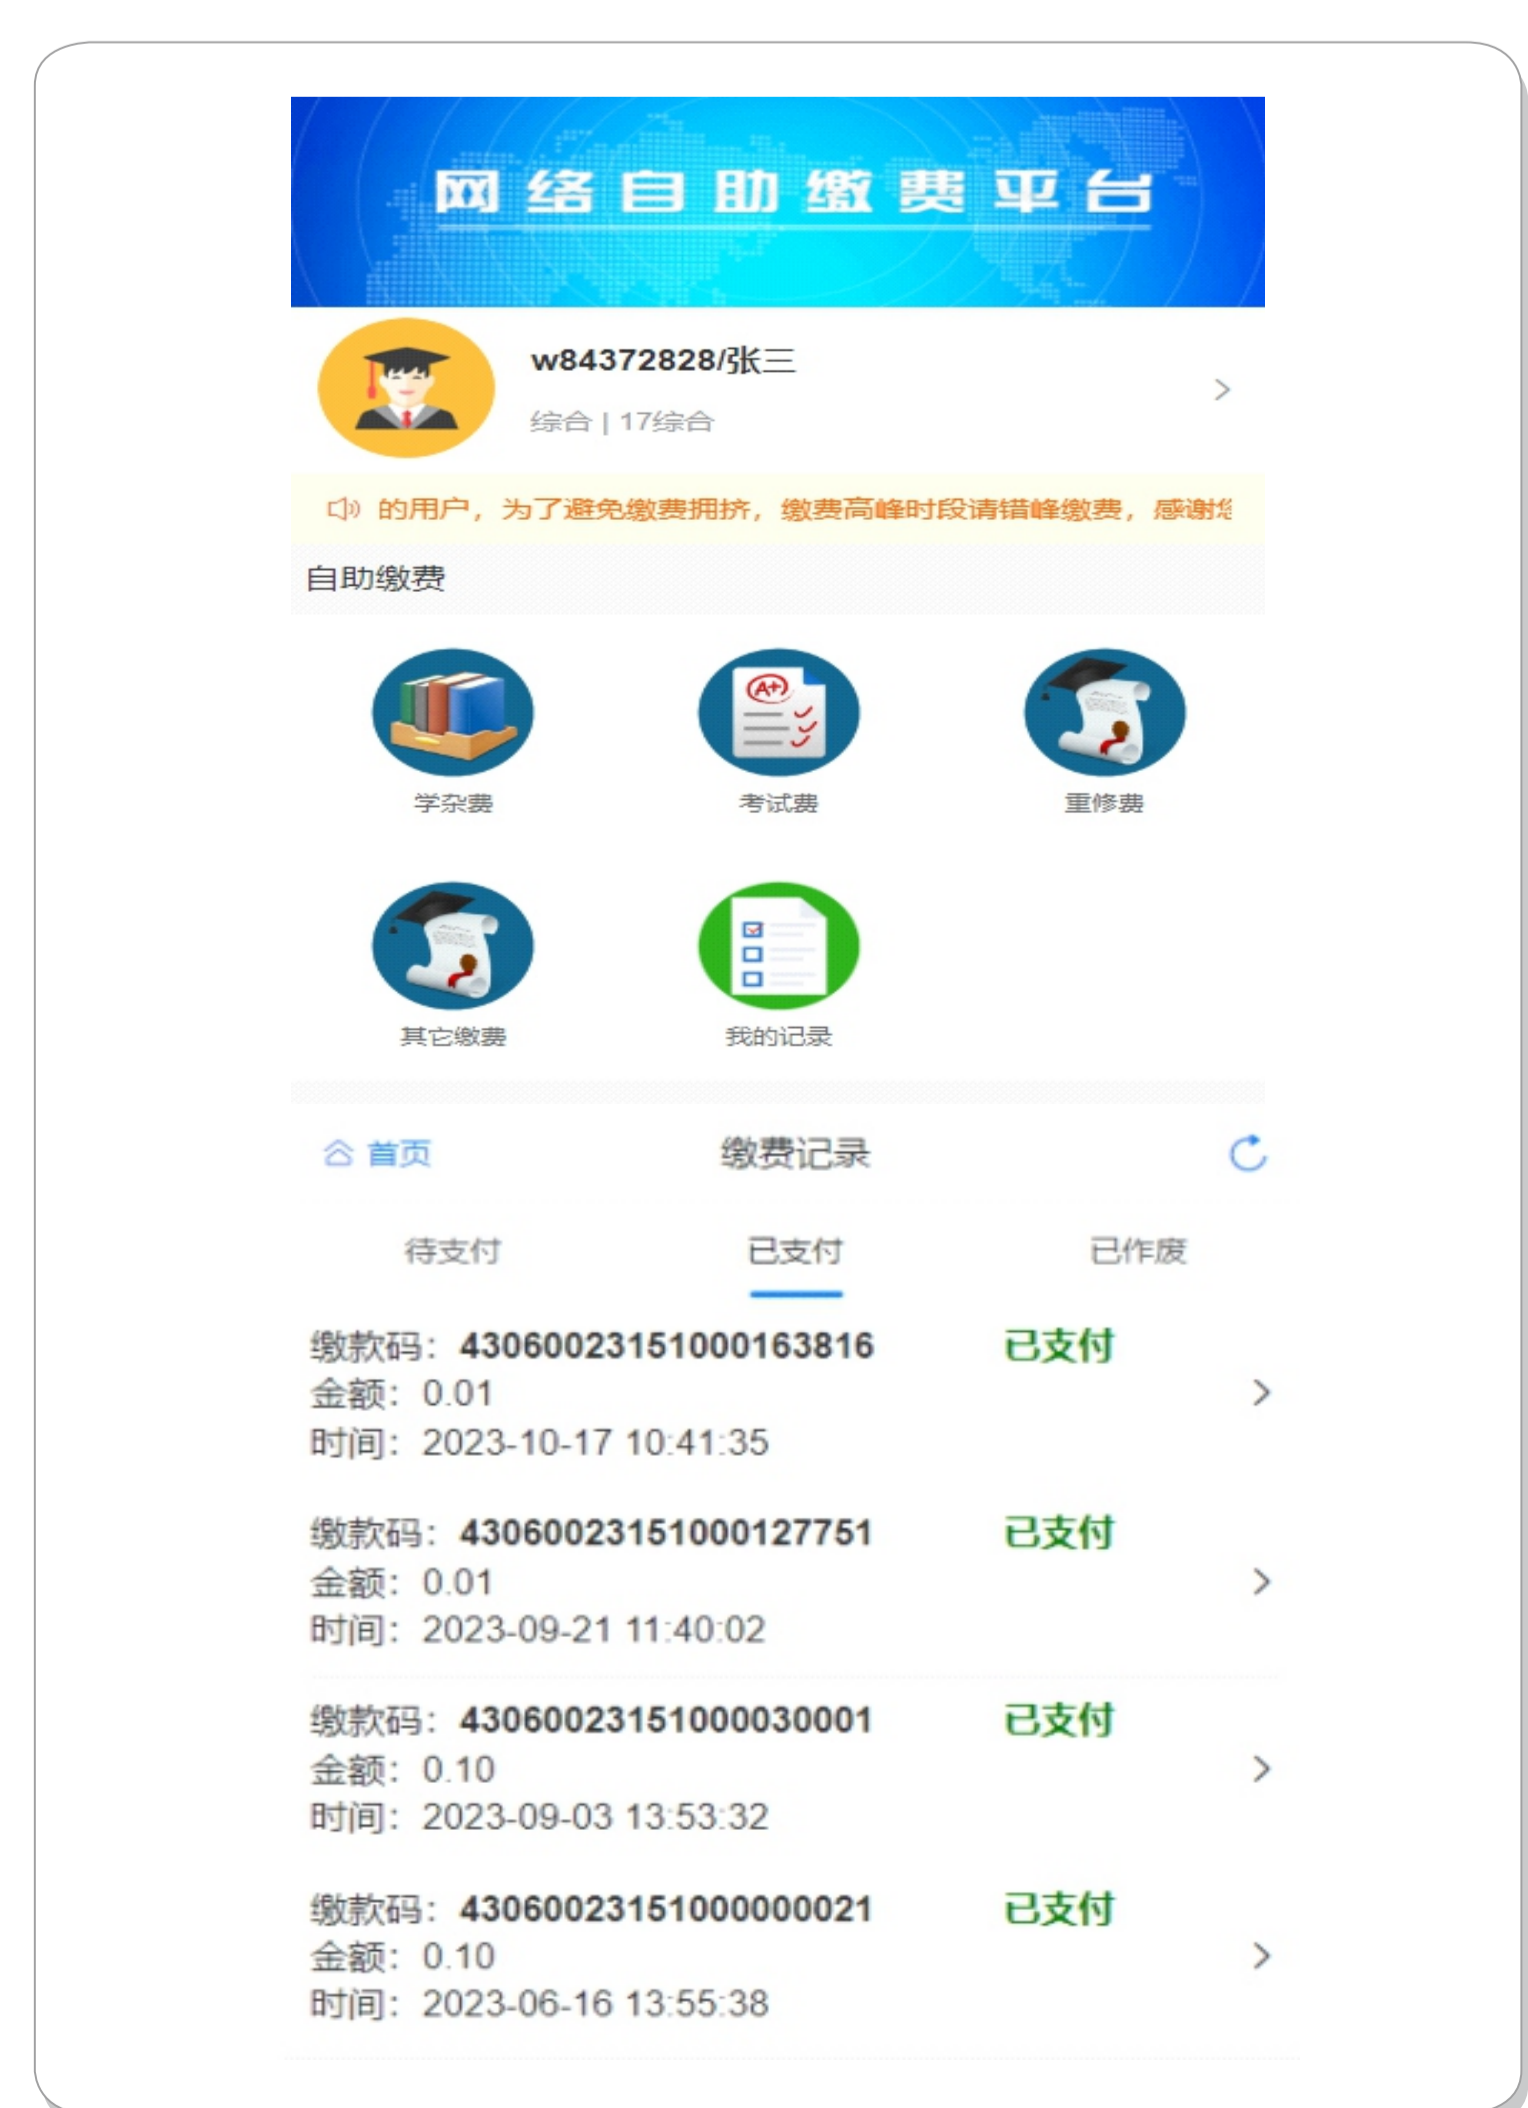 网络自助缴费平台
w84372828/张三
综合 | 17综合
的用户，为了避免缴费拥挤，缴费高峰时段请错峰缴费，感谢您
自助缴费
A+
学杂费 考试费 重修费
其它缴费 我的记录
首页 缴费记录
待支付 已支付 已作废
缴款码：43060023151000163816 已支付
金额：0.01
时间：2023-10-17 10:41:35
缴款码：43060023151000127751 已支付
金额：0.01
时间：2023-09-21 11:40:02
缴款码：43060023151000030001 已支付
金额：0.10
时间：2023-09-03 13:53:32
缴款码：43060023151000000021 已支付
金额：0.10
时间：2023-06-16 13:55:38